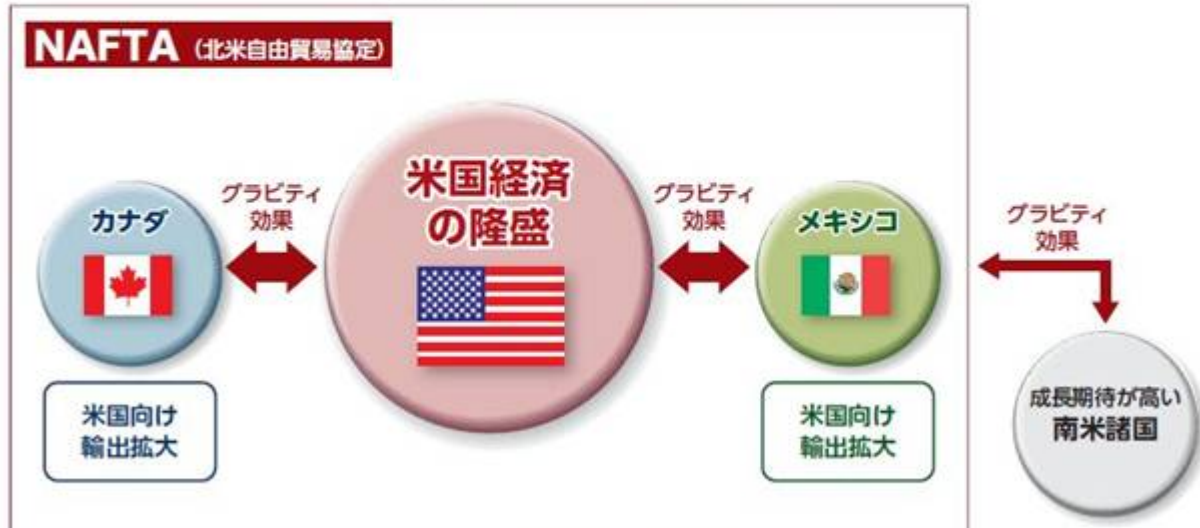 NAFTA (北米自由貿易協定)
カナダ
グラビティ
効果
米国経済
の隆盛
グラビティ
効果
メキシコ
グラビティ
効果
米国向け
輸出拡大
米国向け
輸出拡大
成長期待が高い
南米諸国